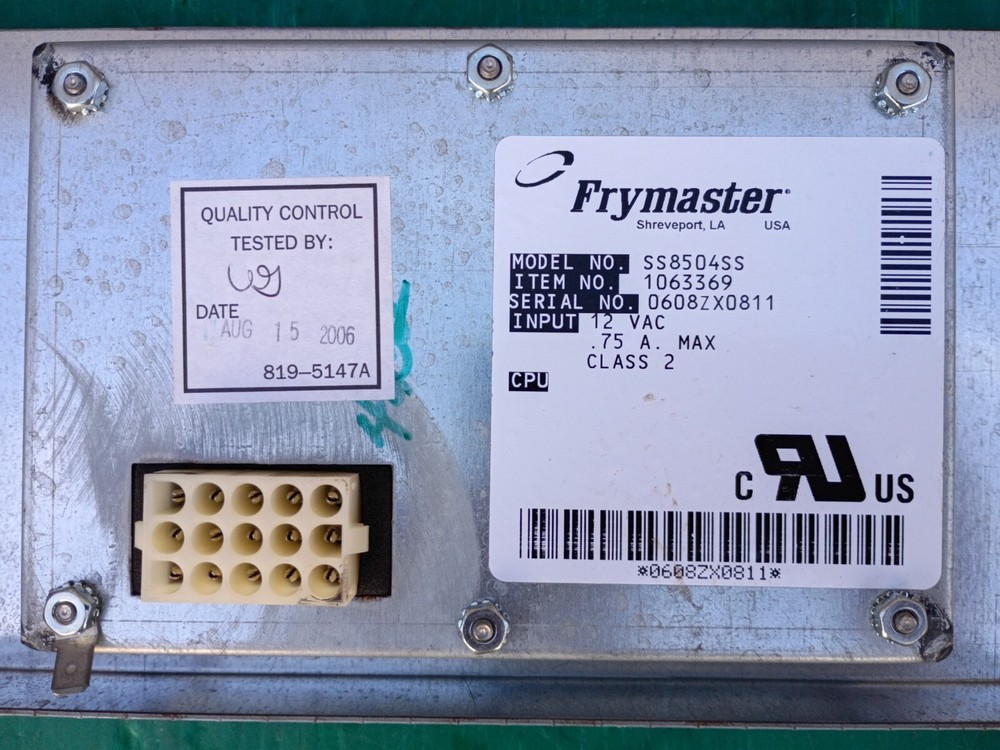 QUALITY CONTROL
TESTED BY:
DATE
AUG 15 2006
819-5147A
Frymaster
Shreveport, LA USA
MODEL NO. SS8504SS
ITEM NO. 1063369
SERIAL NO. 0608ZX0811
INPUT 12 VAC
.75 A. MAX
CLASS 2
CPU
C UR US
*0608ZX0811*